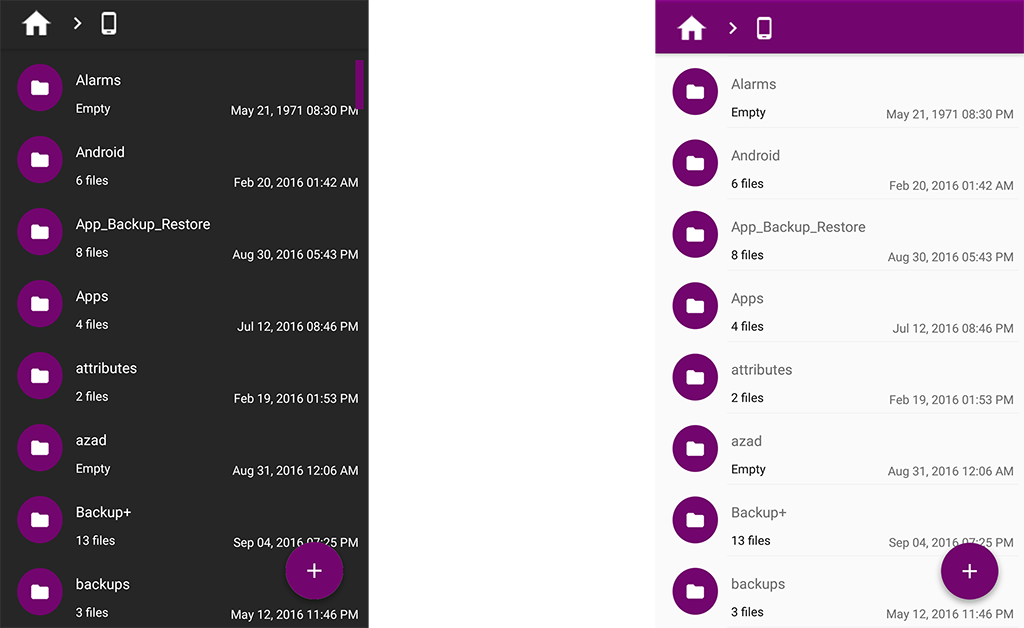 Alarms
Empty
May 21, 1971 08:30 PM
Android
6 files
Feb 20, 2016 01:42 AM
App_Backup_Restore
8 files
Aug 30, 2016 05:43 PM
Apps
4 files
Jul 12, 2016 08:46 PM
attributes
2 files
Feb 19, 2016 01:53 PM
azad
Empty
Aug 31, 2016 12:06 AM
Backup+
13 files
Sep 04, 2016 07:25 PM
backups
3 files
May 12, 2016 11:46 PM
Alarms
Empty
May 21, 1971 08:30 PM
Android
6 files
Feb 20, 2016 01:42 AM
App_Backup_Restore
8 files
Aug 30, 2016 05:43 PM
Apps
4 files
Jul 12, 2016 08:46 PM
attributes
2 files
Feb 19, 2016 01:53 PM
azad
Empty
Aug 31, 2016 12:06 AM
Backup+
13 files
Sep 04, 2016 07:25 PM
backups
3 files
May 12, 2016 11:46 PM